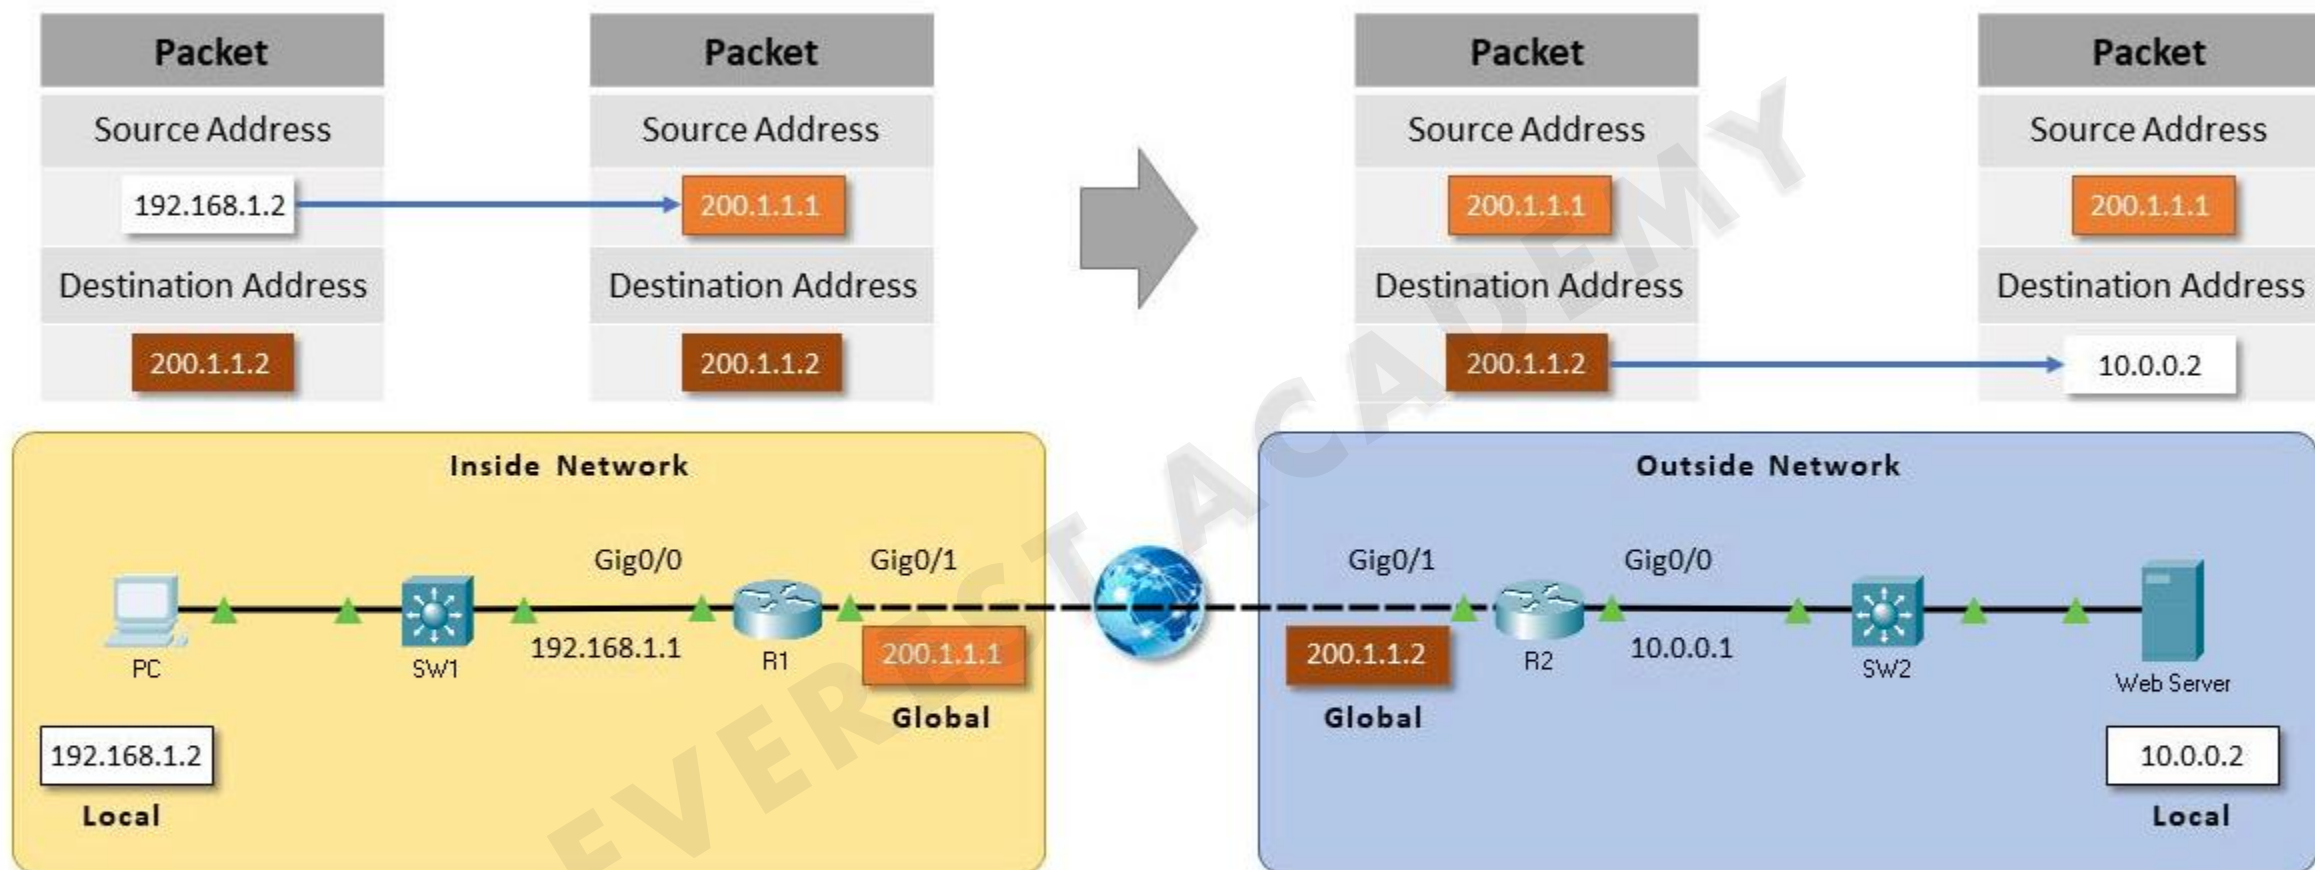 Packet
Source Address
192.168.1.2
Destination Address
200.1.1.2
Packet
Source Address
200.1.1.1
Destination Address
200.1.1.2
Packet
Source Address
200.1.1.1
Destination Address
200.1.1.2
Packet
Source Address
200.1.1.1
Destination Address
10.0.0.2
Inside Network
Gig0/0
Gig0/1
PC
SW1
192.168.1.1
R1
200.1.1.1
Global
192.168.1.2
Local
Outside Network
Gig0/1
Gig0/0
200.1.1.2
R2
10.0.0.1
SW2
Web Server
Global
10.0.0.2
Local
EVEREST ACADEMY